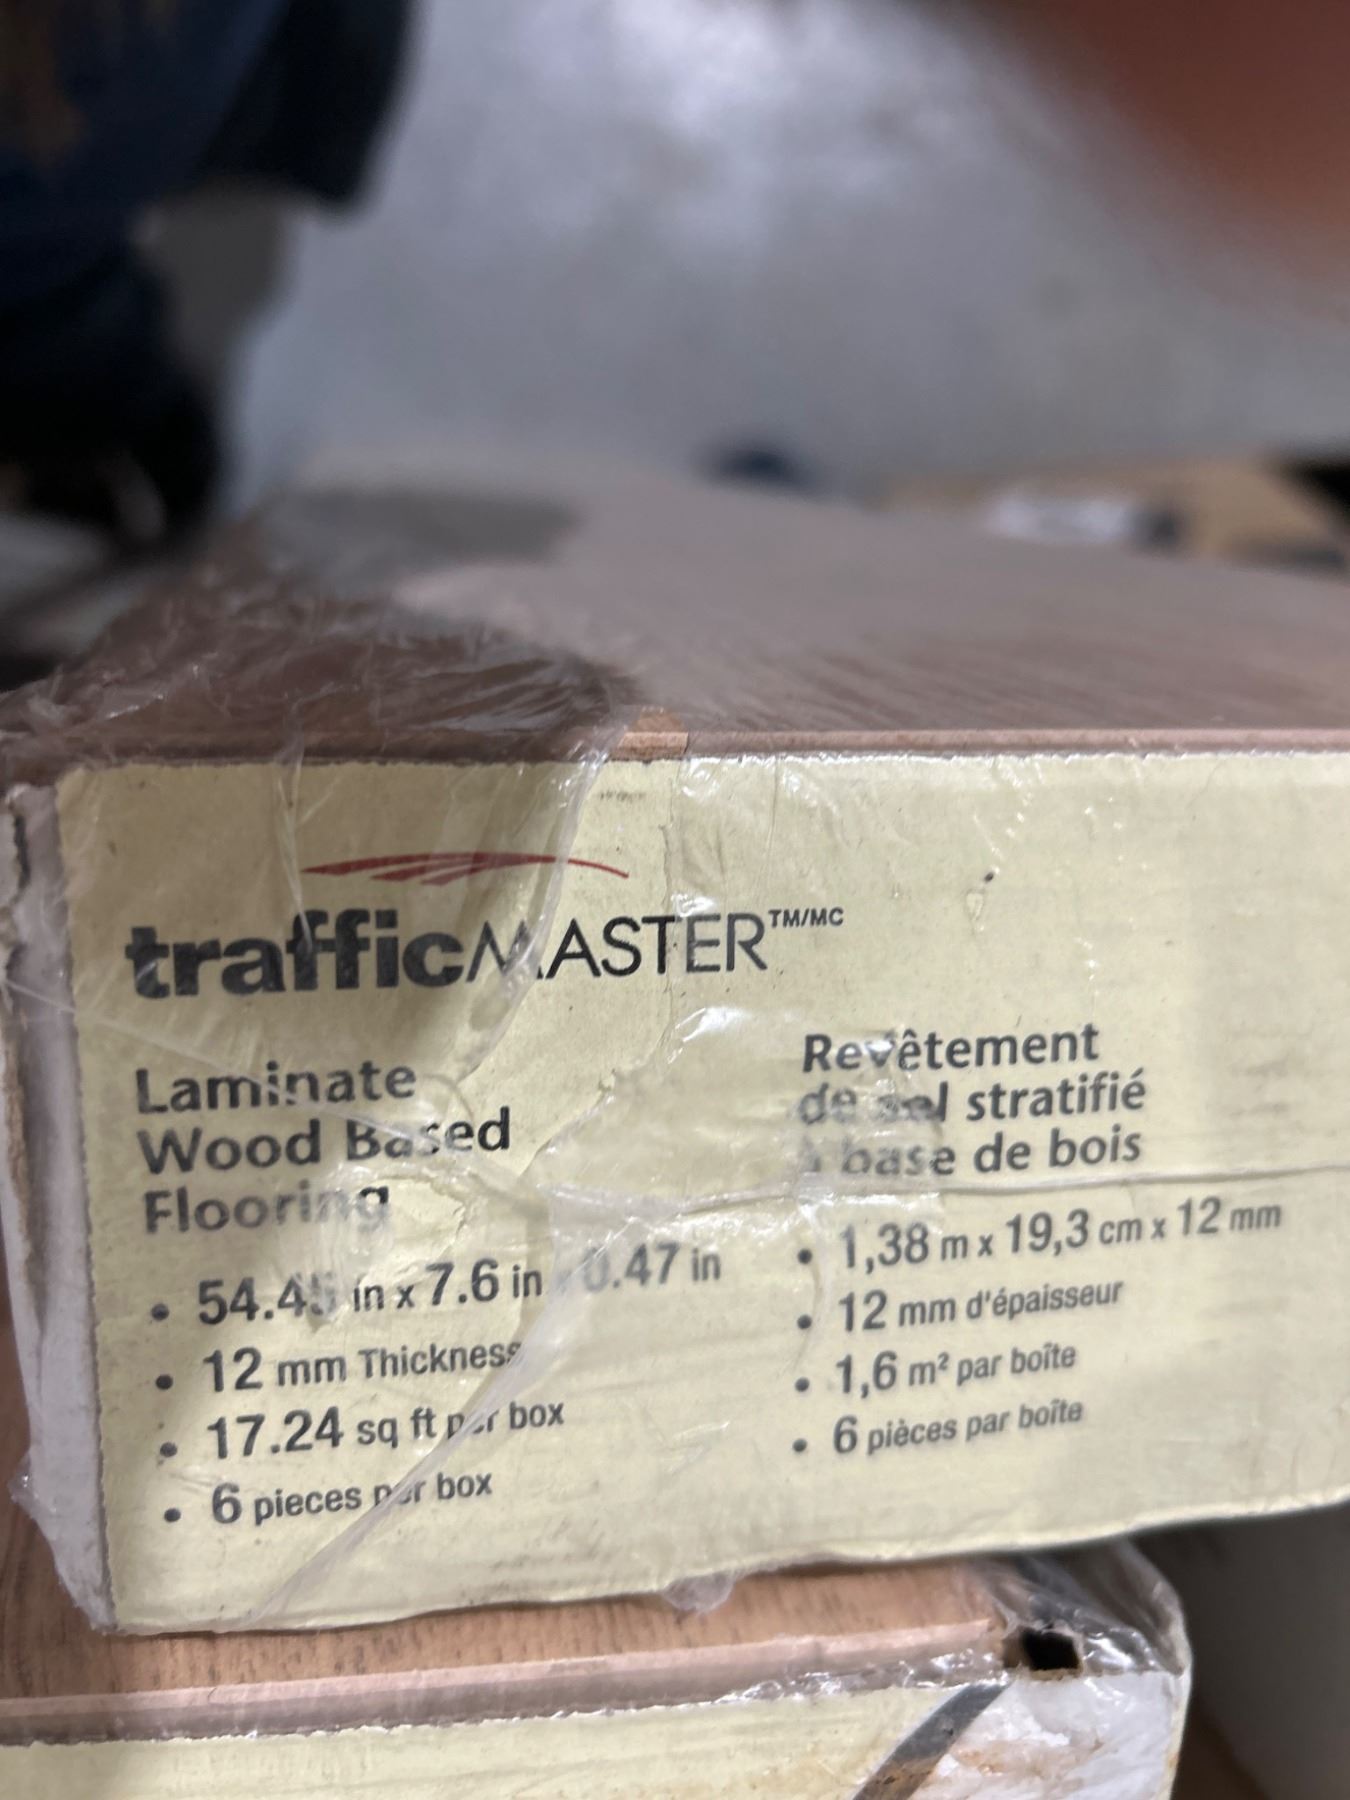 trafficMASTER™/MC
Laminate
Wood Based
Flooring
• 54.45 in x 7.6 in x 0.47 in
• 12 mm Thickness
• 17.24 sq ft per box
• 6 pieces per box
Revêtement
de sol stratifié
à base de bois
• 1,38 m x 19,3 cm x 12 mm
• 12 mm d'épaisseur
• 1,6 m² par boîte
• 6 pièces par boîte